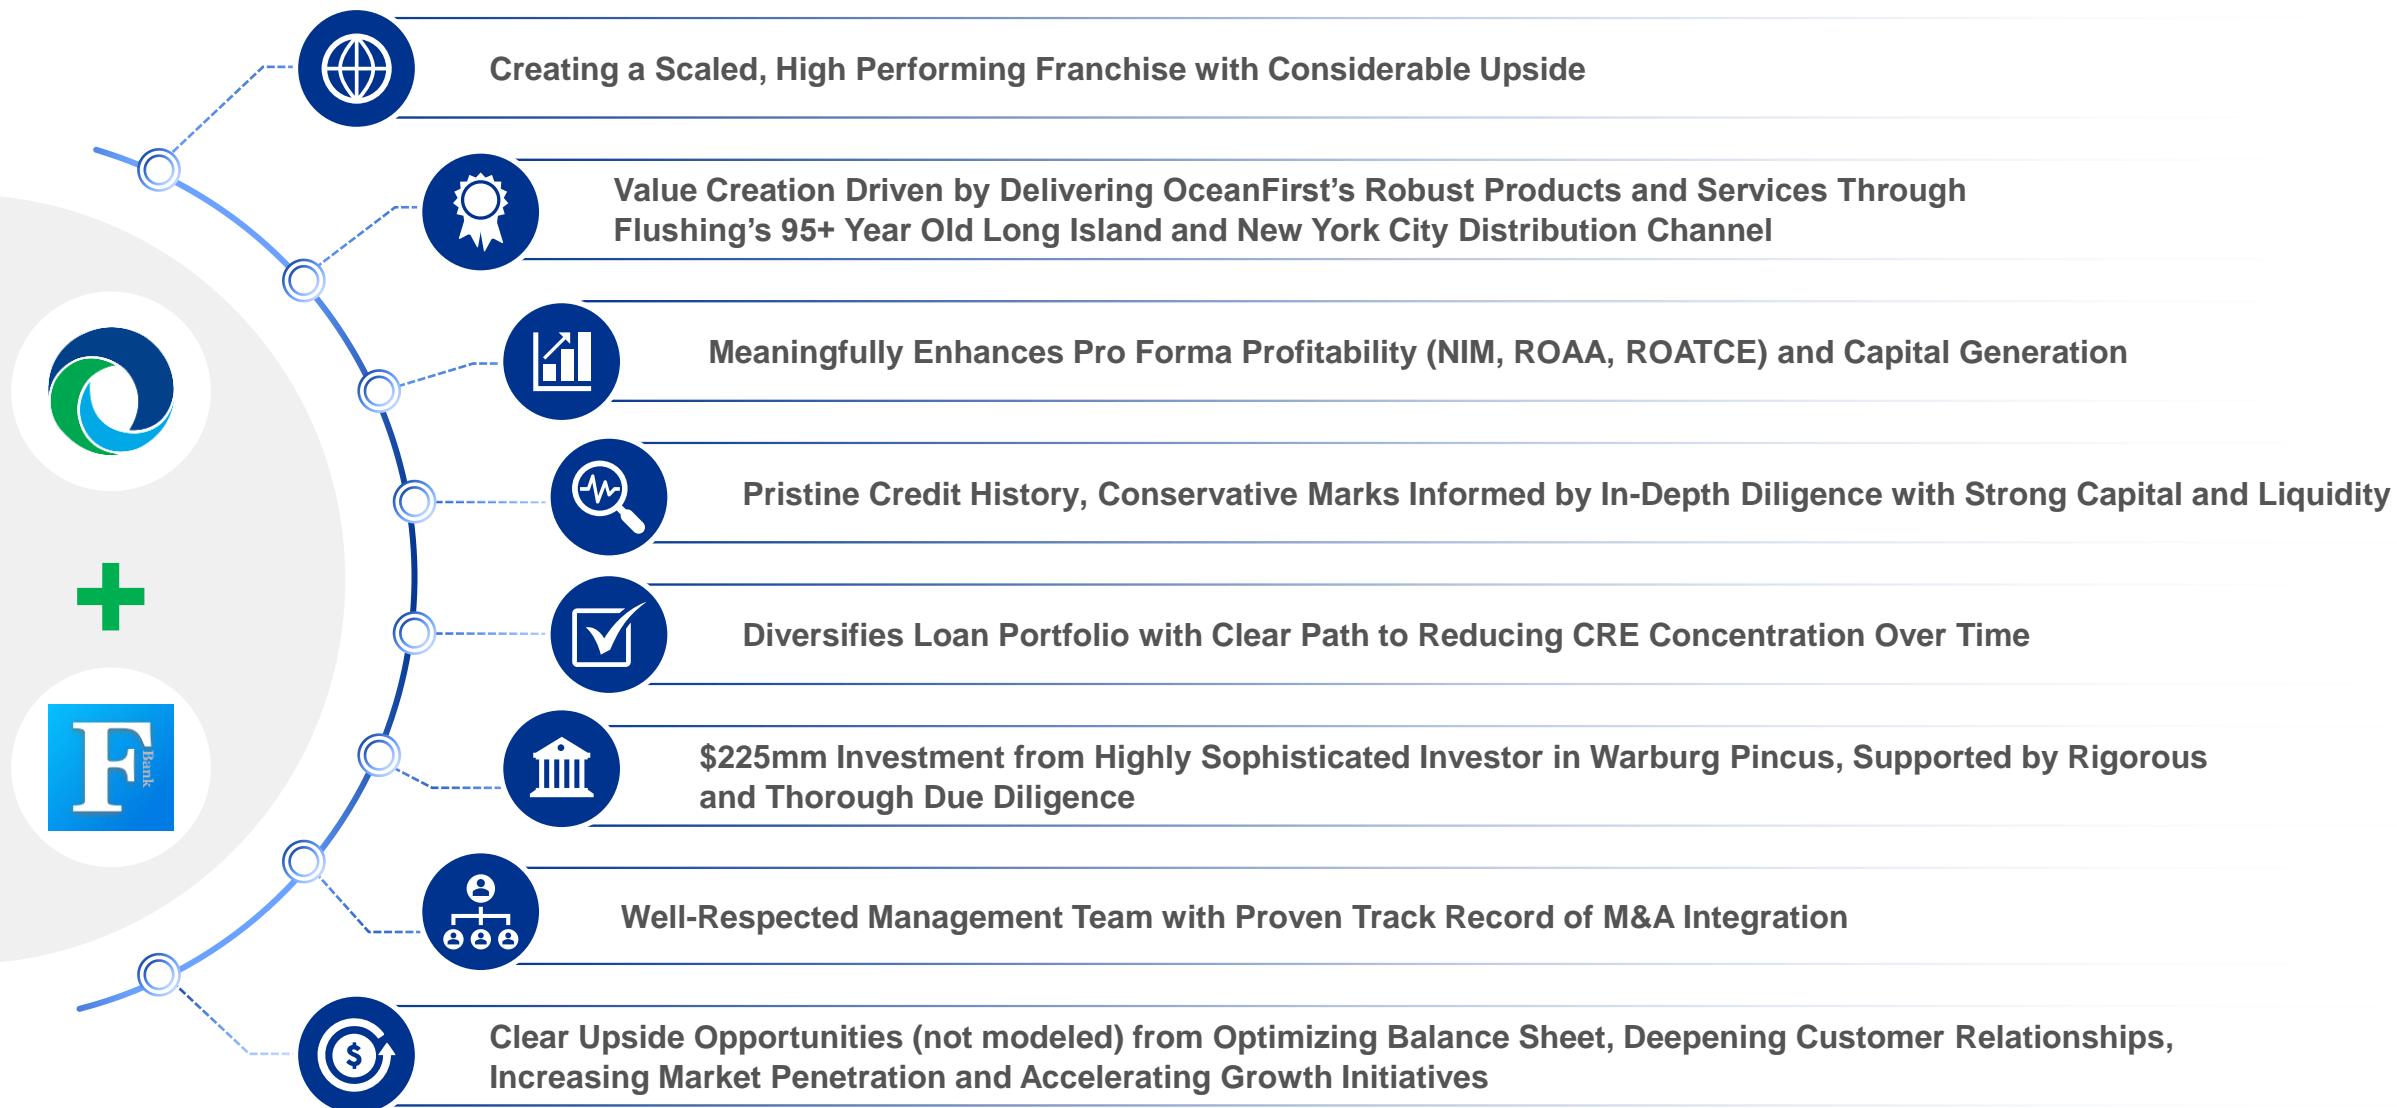 Creating a Scaled, High Performing Franchise with Considerable Upside
Value Creation Driven by Delivering OceanFirst’s Robust Products and Services Through
Flushing’s 95+ Year Old Long Island and New York City Distribution Channel
Meaningfully Enhances Pro Forma Profitability (NIM, ROAA, ROATCE) and Capital Generation
Pristine Credit History, Conservative Marks Informed by In-Depth Diligence with Strong Capital and Liquidity
Diversifies Loan Portfolio with Clear Path to Reducing CRE Concentration Over Time
F Bank
$225mm Investment from Highly Sophisticated Investor in Warburg Pincus, Supported by Rigorous
and Thorough Due Diligence
Well-Respected Management Team with Proven Track Record of M&A Integration
$
Clear Upside Opportunities (not modeled) from Optimizing Balance Sheet, Deepening Customer Relationships,
Increasing Market Penetration and Accelerating Growth Initiatives